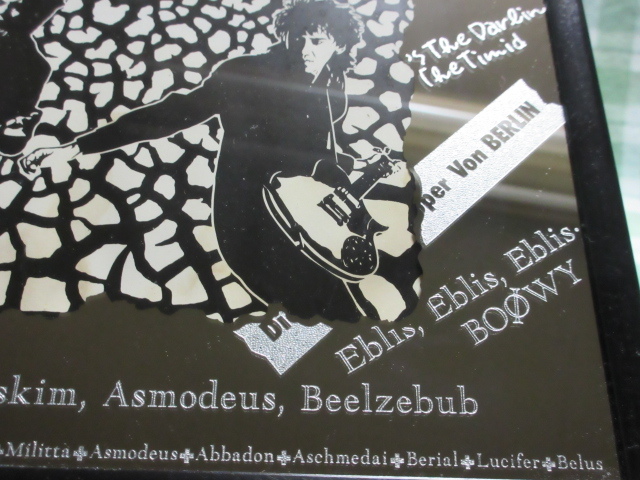 's The Darlin
The Timid
per Von BERLIN
Eblis, Eblis, Eblis.
BOØWY
skim, Asmodeus, Beelzebub
Militta✤Asmodeus✤Abbadon✤Aschmedai✤Berial✤Lucifer✤Belus